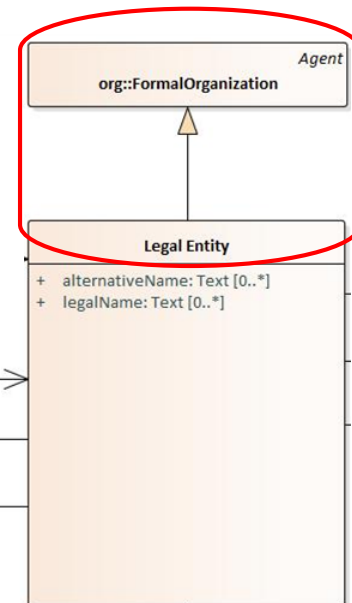 Agent
org::FormalOrganization
Legal Entity
+ alternativeName: Text [0..*]
+ legalName: Text [0..*]